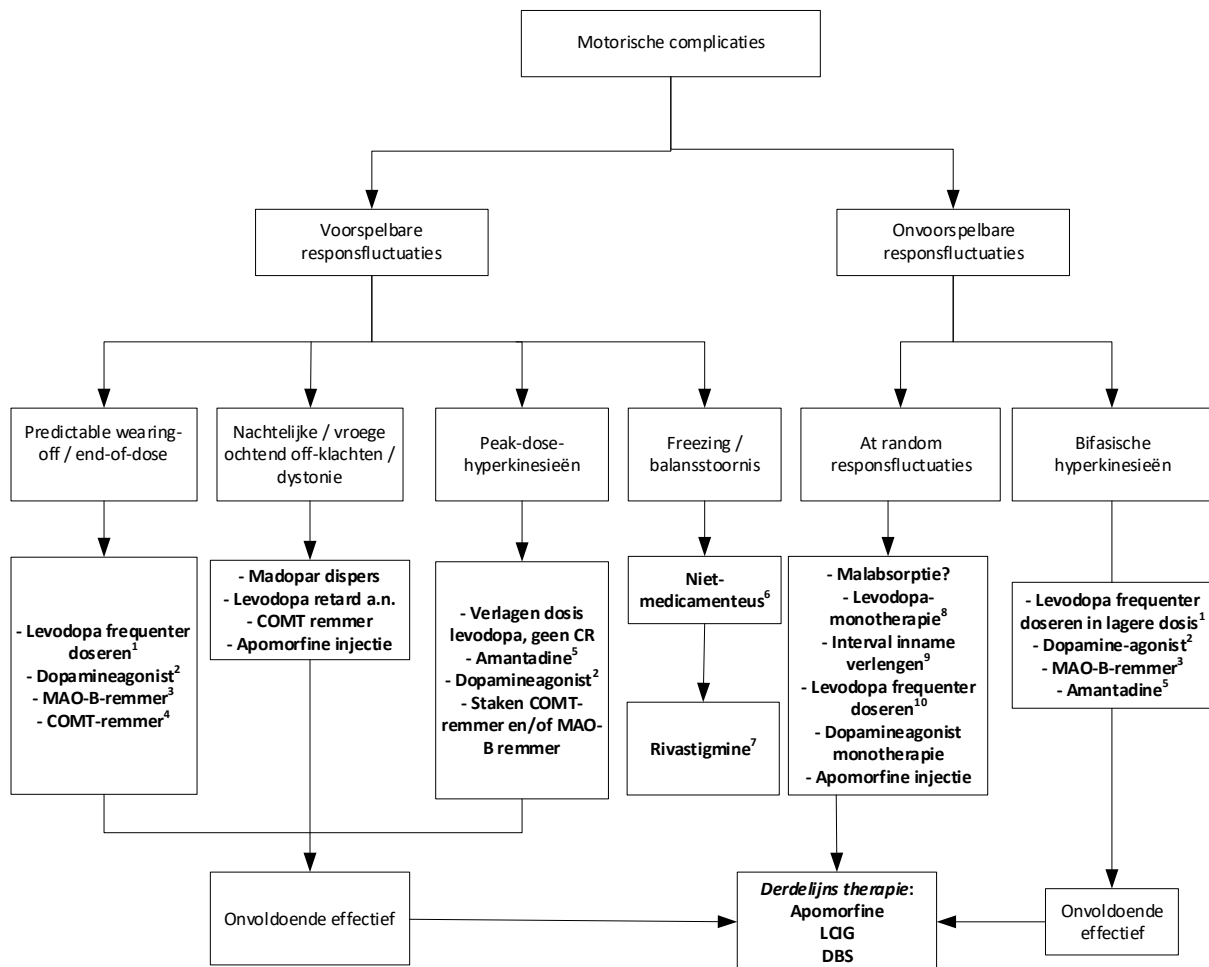 Motorische complicaties
Voorspelbare
responsfluctuaties
Onvoorspelbare
responsfluctuaties
Predictable wearing-
off / end-of-dose
Nachtelijke / vroege
ochtend off-klachten /
dystonie
Peak-dose-
hyperkinesieën
Freezing /
balansstoornis
At random
responsfluctuaties
Bifasische
hyperkinesieën
- Levodopa frequenter
doseren¹
- Dopamineagonist²
- MAO-B-remmer³
- COMT-remmer⁴
- Madopar dispers
- Levodopa retard a.n.
- COMT remmer
- Apomorfine injectie
- Verlagen dosis
levodopa, geen CR
- Amantadine⁵
- Dopamineagonist²
- Staken COMT-
remmer en/of MAO-
B remmer
Niet-
medicamenteus⁶
Rivastigmine⁷
- Malabsorptie?
- Levodopa-
monotherapie⁸
- Interval inname
verlengen⁹
- Levodopa frequenter
doseren¹⁰
- Dopamineagonist
monotherapie
- Apomorfine injectie
- Levodopa frequenter
doseren in lagere dosis¹
- Dopamine-agonist²
- MAO-B-remmer³
- Amantadine⁵
Onvoldoende effectief
Derdelijns therapie:
Apomorfine
LCIG
DBS
Onvoldoende
effectief